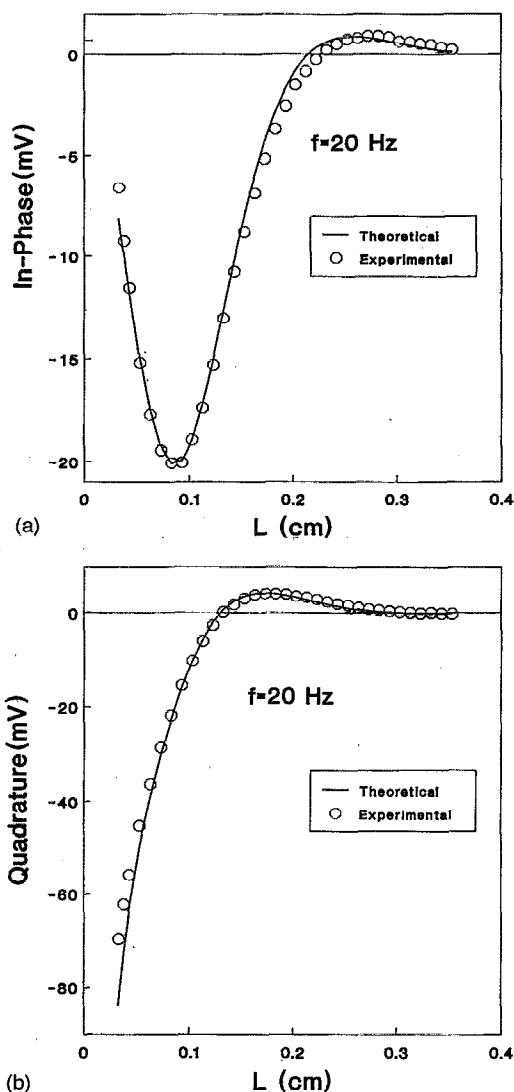 0
-5
-10
-15
-20
In-Phase(mV)
f=20 Hz
Theoretical
Experimental
0 0.1 0.2 0.3 0.4
L (cm)
(a)
0
-20
-40
-60
-80
Quadrature(mV)
f=20 Hz
Theoretical
Experimental
0 0.1 0.2 0.3 0.4
L (cm)
(b)